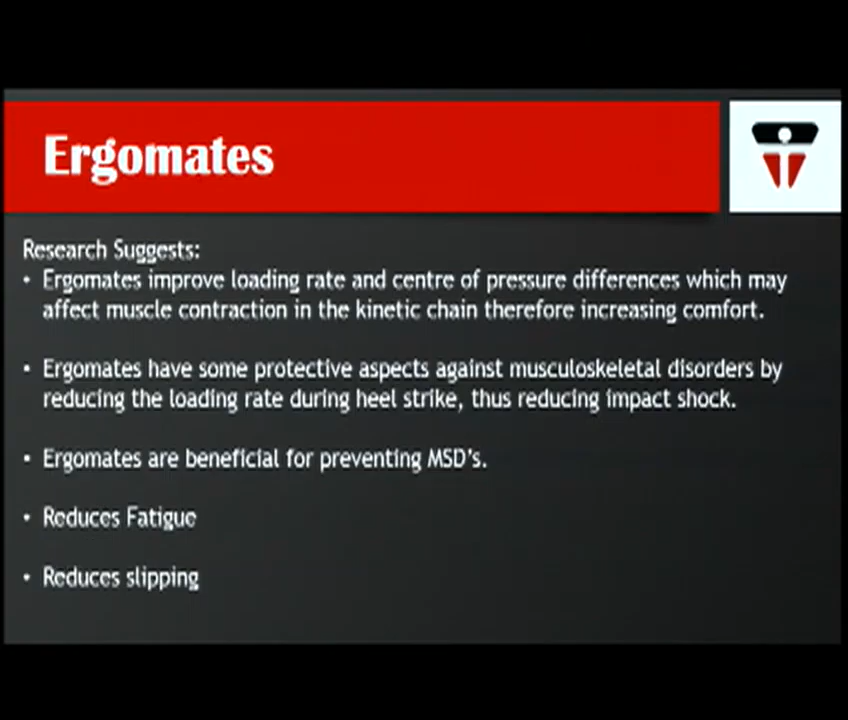 Ergomates
Research Suggests:
• Ergomates improve loading rate and centre of pressure differences which may
affect muscle contraction in the kinetic chain therefore increasing comfort.
• Ergomates have some protective aspects against musculoskeletal disorders by
reducing the loading rate during heel strike, thus reducing impact shock.
• Ergomates are beneficial for preventing MSD's.
• Reduces Fatigue
• Reduces slipping